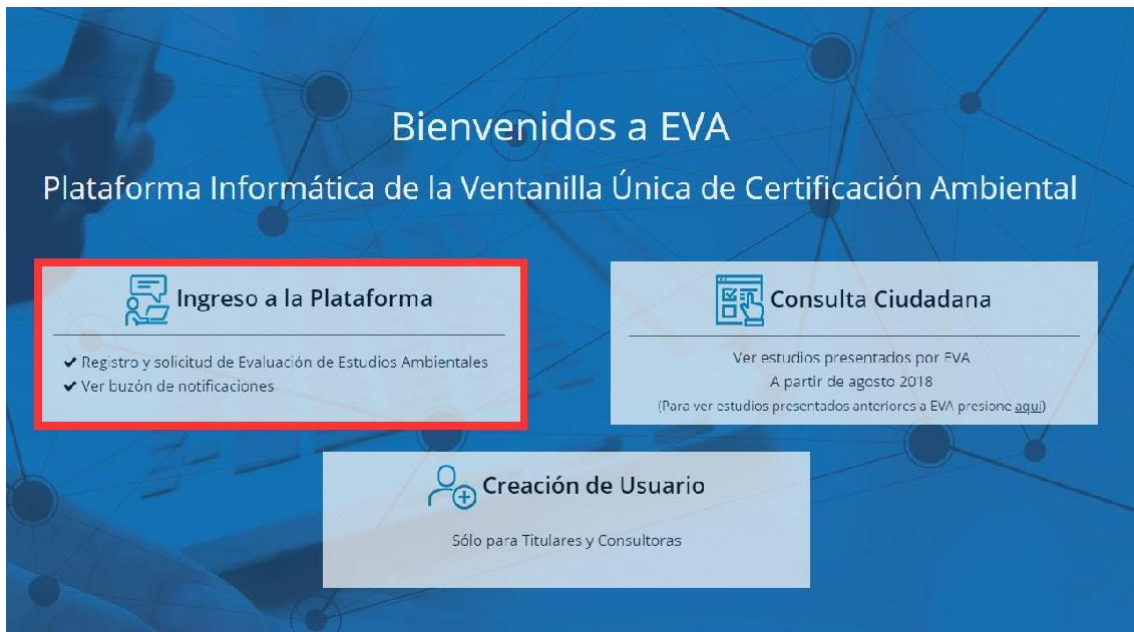 Bienvenidos a EVA
Plataforma Informática de la Ventanilla Única de Certificación Ambiental
Ingreso a la Plataforma
✔ Registro y solicitud de Evaluación de Estudios Ambientales
✔ Ver buzón de notificaciones
Consulta Ciudadana
Ver estudios presentados por EVA
A partir de agosto 2018
(Para ver estudios presentados anteriores a EVA presione aquí)
Creación de Usuario
Sólo para Titulares y Consultoras